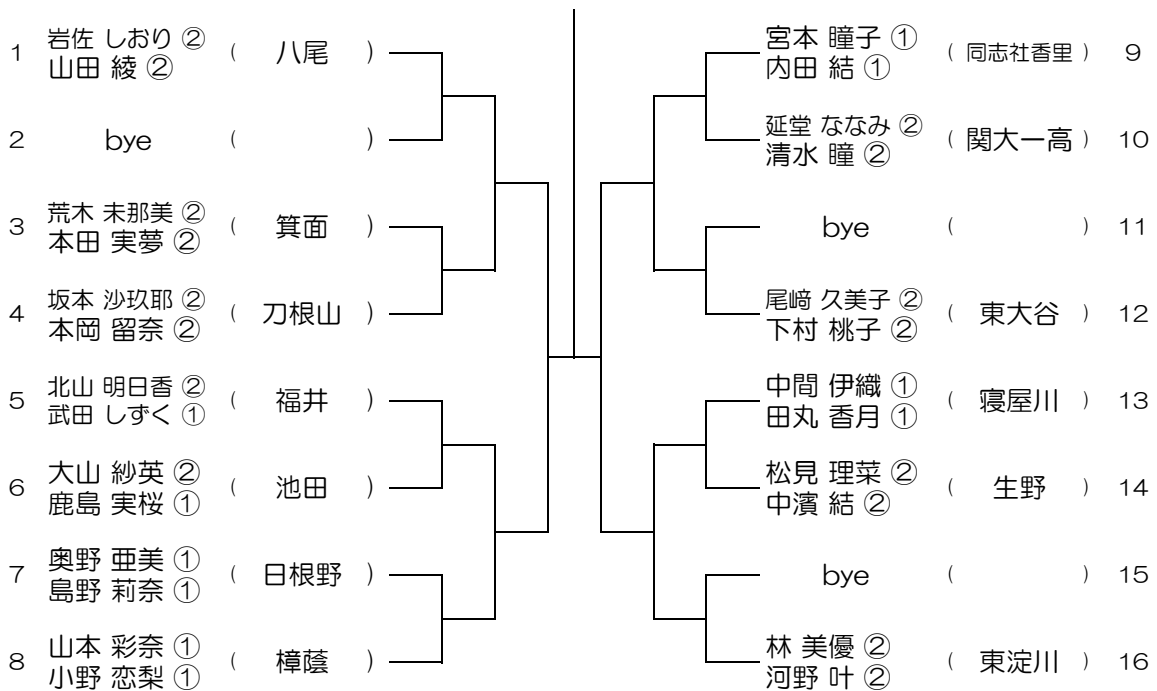 1 岩佐 しおり ② ( 八尾 )
山田 綾 ②
2 bye ( )
3 荒木 未那美 ② ( 箕面 )
本田 実夢 ②
4 坂本 沙玖耶 ② ( 刀根山 )
本岡 留奈 ②
5 北山 明日香 ② ( 福井 )
武田 しずく ①
6 大山 紗英 ② ( 池田 )
鹿島 実桜 ①
7 奥野 亜美 ① ( 日根野 )
島野 莉奈 ①
8 山本 彩奈 ① ( 樟蔭 )
小野 恋梨 ①
宮本 瞳子 ① ( 同志社香里 ) 9
内田 結 ①
延堂 ななみ ② ( 関大一高 ) 10
清水 瞳 ②
bye ( ) 11
尾﨑 久美子 ② ( 東大谷 ) 12
下村 桃子 ②
中間 伊織 ① ( 寝屋川 ) 13
田丸 香月 ①
松見 理菜 ② ( 生野 ) 14
中濱 結 ②
bye ( ) 15
林 美優 ② ( 東淀川 ) 16
河野 叶 ②